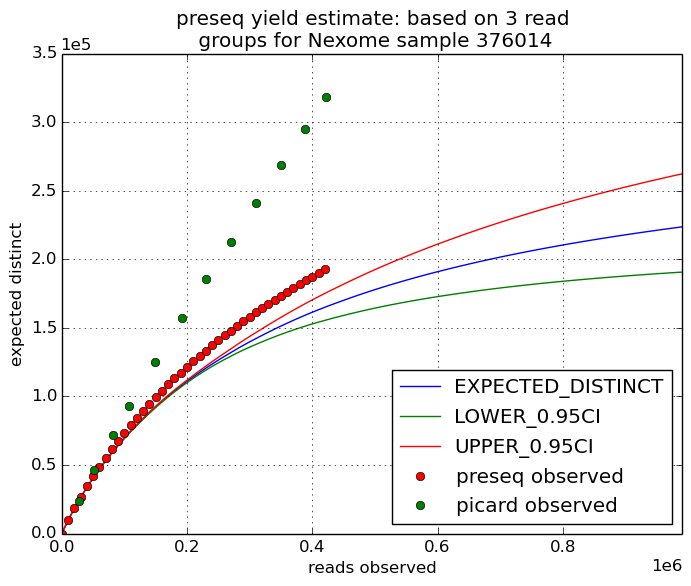 preseq yield estimate: based on 3 read
groups for Nexome sample 376014
1e5
3.5
3.0
2.5
2.0
1.5
1.0
0.5
0.0
expected distinct
EXPECTED_DISTINCT
LOWER_0.95CI
UPPER_0.95CI
preseq observed
picard observed
0.0 0.2 0.4 0.6 0.8
1e6
reads observed